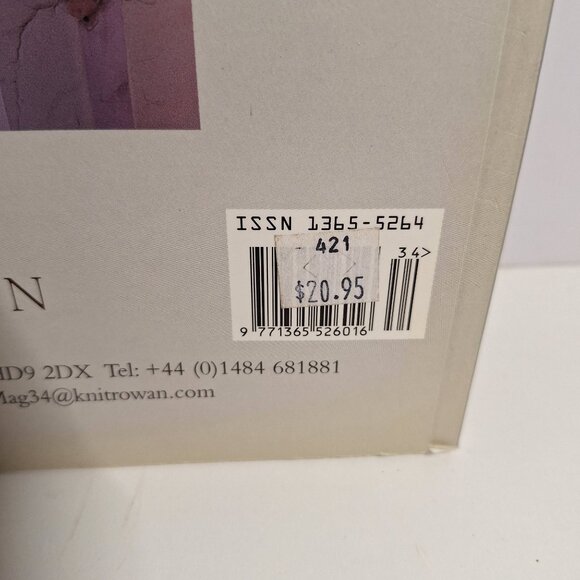 ISSN 1365-5264
421
34>
$20.95
9 771365 526016
N
HD9 2DX Tel: +44 (0)1484 681881
Mag34@knitrowan.com